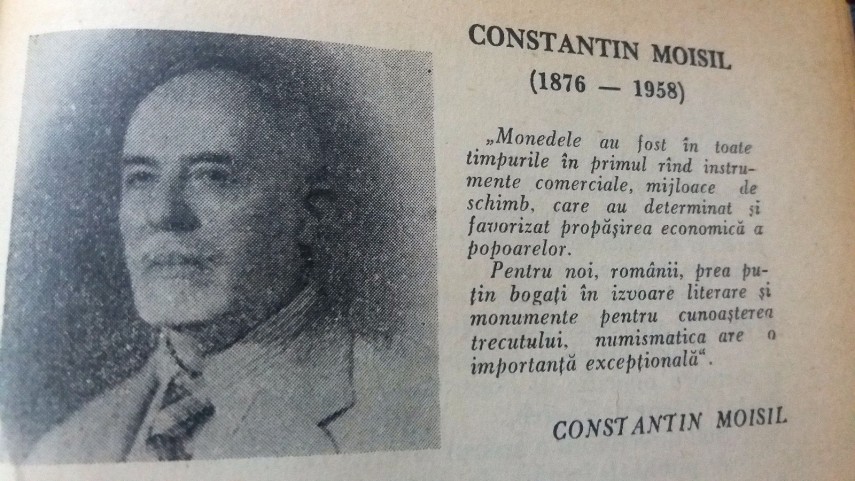 CONSTANTIN MOISIL
(1876 — 1958)
„Monedele au fost în toate
timpurile în primul rînd instru-
mente comerciale, mijloace de
schimb, care au determinat și
favorizat propășirea economică a
popoarelor.
Pentru noi, românii, prea pu-
țin bogați în izvoare literare și
monumente pentru cunoașterea
trecutului, numismatica are o
importanță excepțională“.
CONSTANTIN MOISIL